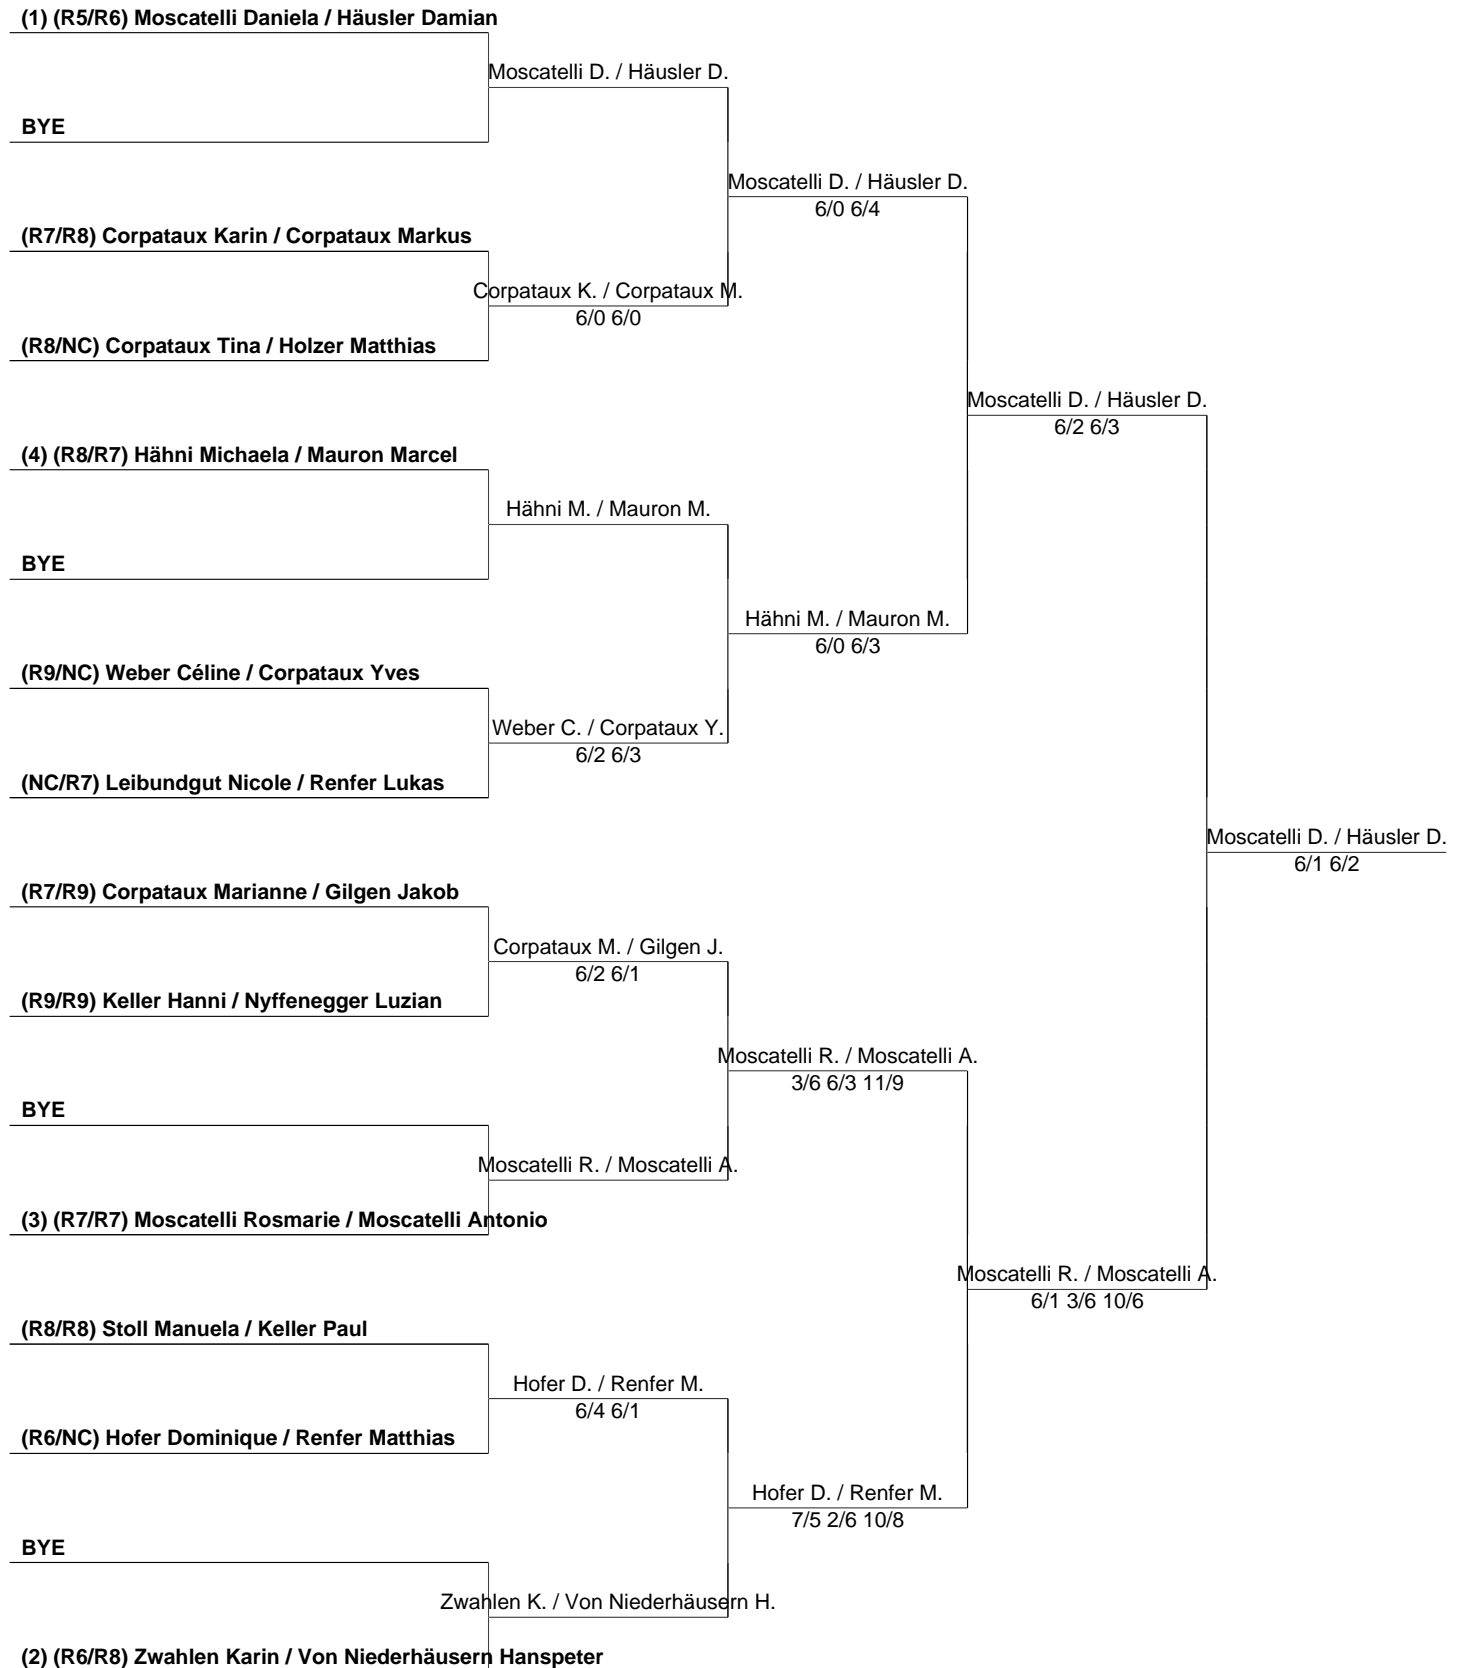 (1) (R5/R6) Moscatelli Daniela / Häusler Damian
Moscatelli D. / Häusler D.
BYE
Moscatelli D. / Häusler D.
6/0 6/4
(R7/R8) Corpataux Karin / Corpataux Markus
Corpataux K. / Corpataux M.
6/0 6/0
(R8/NC) Corpataux Tina / Holzer Matthias
Moscatelli D. / Häusler D.
6/2 6/3
(4) (R8/R7) Hähni Michaela / Mauron Marcel
Hähni M. / Mauron M.
BYE
Hähni M. / Mauron M.
6/0 6/3
(R9/NC) Weber Céline / Corpataux Yves
Weber C. / Corpataux Y.
6/2 6/3
(NC/R7) Leibundgut Nicole / Renfer Lukas
Moscatelli D. / Häusler D.
6/1 6/2
(R7/R9) Corpataux Marianne / Gilgen Jakob
Corpataux M. / Gilgen J.
6/2 6/1
(R9/R9) Keller Hanni / Nyffenegger Luzian
Moscatelli R. / Moscatelli A.
3/6 6/3 11/9
BYE
Moscatelli R. / Moscatelli A.
(3) (R7/R7) Moscatelli Rosmarie / Moscatelli Antonio
Moscatelli R. / Moscatelli A.
6/1 3/6 10/6
(R8/R8) Stoll Manuela / Keller Paul
Hofer D. / Renfer M.
6/4 6/1
(R6/NC) Hofer Dominique / Renfer Matthias
Hofer D. / Renfer M.
7/5 2/6 10/8
BYE
Zwahlen K. / Von Niederhäusern H.
(2) (R6/R8) Zwahlen Karin / Von Niederhäusern Hanspeter